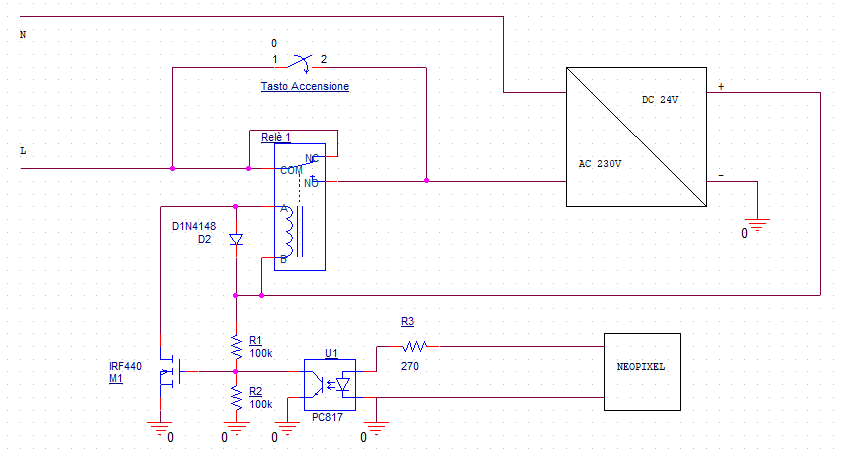 N
0
1 2
Tasto Accensione
DC 24V
+
L
Relè 1
NC
COM
AC 230V
NO
-
0
A
D1N4148
D2
B
R3
R1
100k
U1
270
NEOPIXEL
IRF440
M1
R2
100k
PC817
0
0
0
0